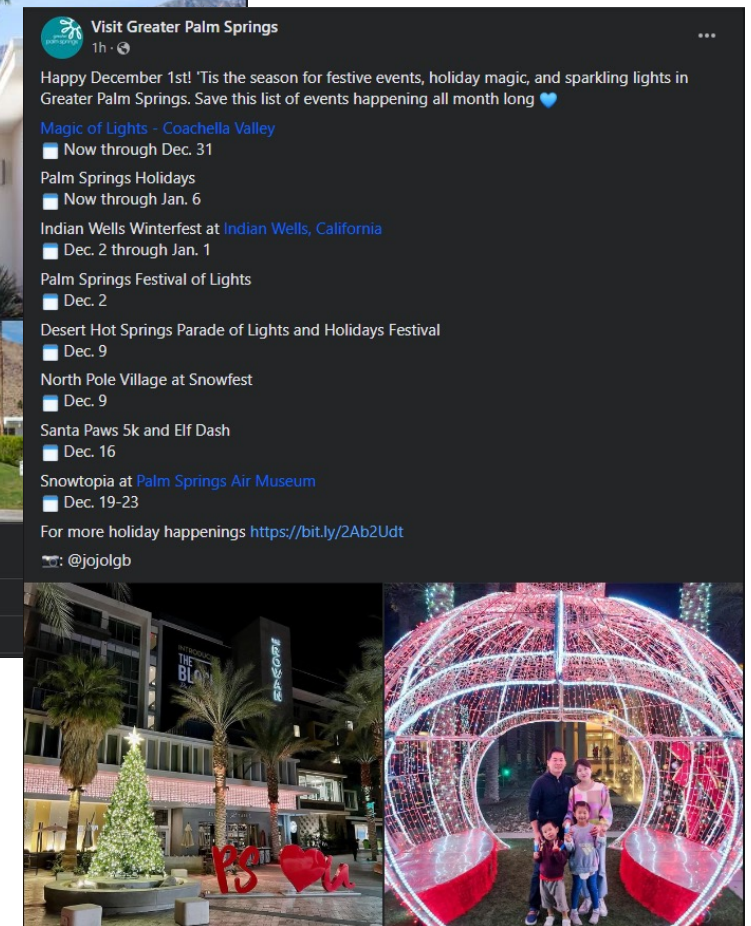 Visit Greater Palm Springs
1h ·
Happy December 1st! 'Tis the season for festive events, holiday magic, and sparkling lights in
Greater Palm Springs. Save this list of events happening all month long 💙
Magic of Lights - Coachella Valley
Now through Dec. 31
Palm Springs Holidays
Now through Jan. 6
Indian Wells Winterfest at Indian Wells, California
Dec. 2 through Jan. 1
Palm Springs Festival of Lights
Dec. 2
Desert Hot Springs Parade of Lights and Holidays Festival
Dec. 9
North Pole Village at Snowfest
Dec. 9
Santa Paws 5k and Elf Dash
Dec. 16
Snowtopia at Palm Springs Air Museum
Dec. 19-23
For more holiday happenings https://bit.ly/2Ab2Udt
📷: @jojolgb
THE
ROWAN
PS ❤ u